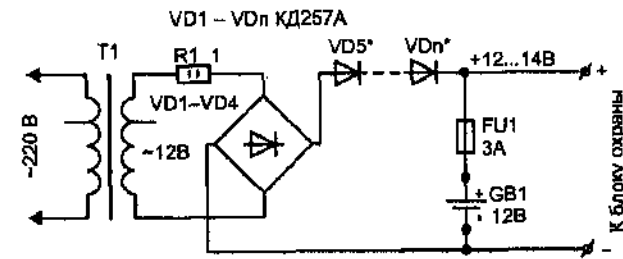 VD1 – VDn КД257А
T1
R1 1
VD5*
VDn*
+12...14В
+
VD1–VD4
~220 В
~12В
FU1
3А
+ GB1
- 12В
К блоку охраны
–